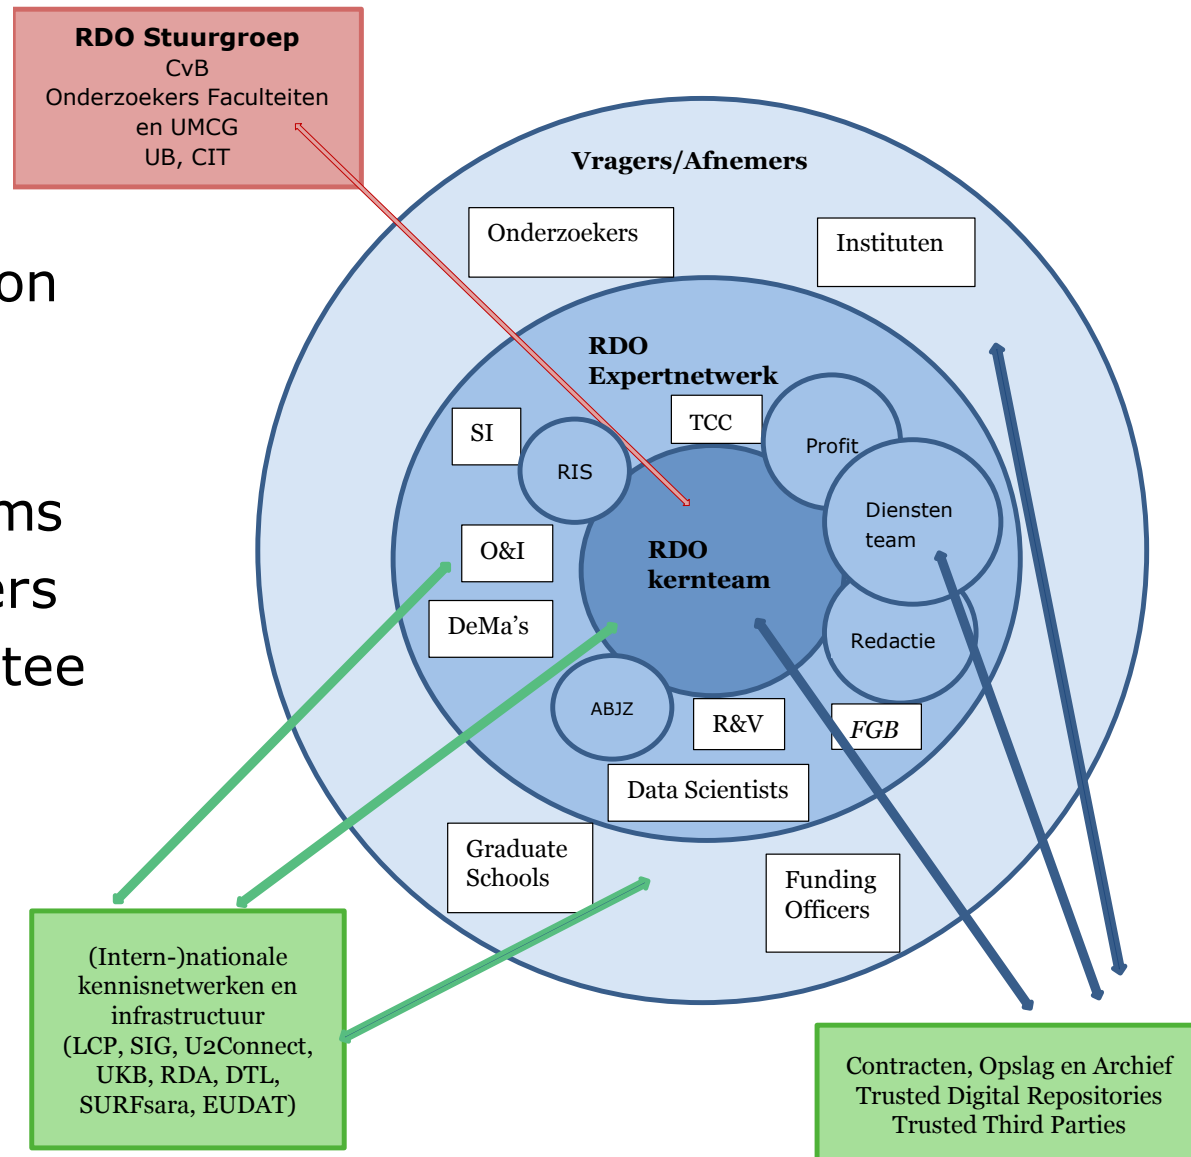 RDO Stuurgroep
CvB
Onderzoekers Faculteiten
en UMCG
UB, CIT
on
ms
ers
tee
Vragers/Afnemers
Onderzoekers
Instituten
RDO
Expertnetwerk
TCC
SI
RIS
Profit
Diensten
team
O&I
RDO
kernteam
DeMa's
Redactie
ABJZ
R&V
FGB
Data Scientists
Graduate
Schools
Funding
Officers
(Intern-)nationale
kennisnetwerken en
infrastructuur
(LCP, SIG, U2Connect,
UKB, RDA, DTL,
SURFsara, EUDAT)
Contracten, Opslag en Archief
Trusted Digital Repositories
Trusted Third Parties